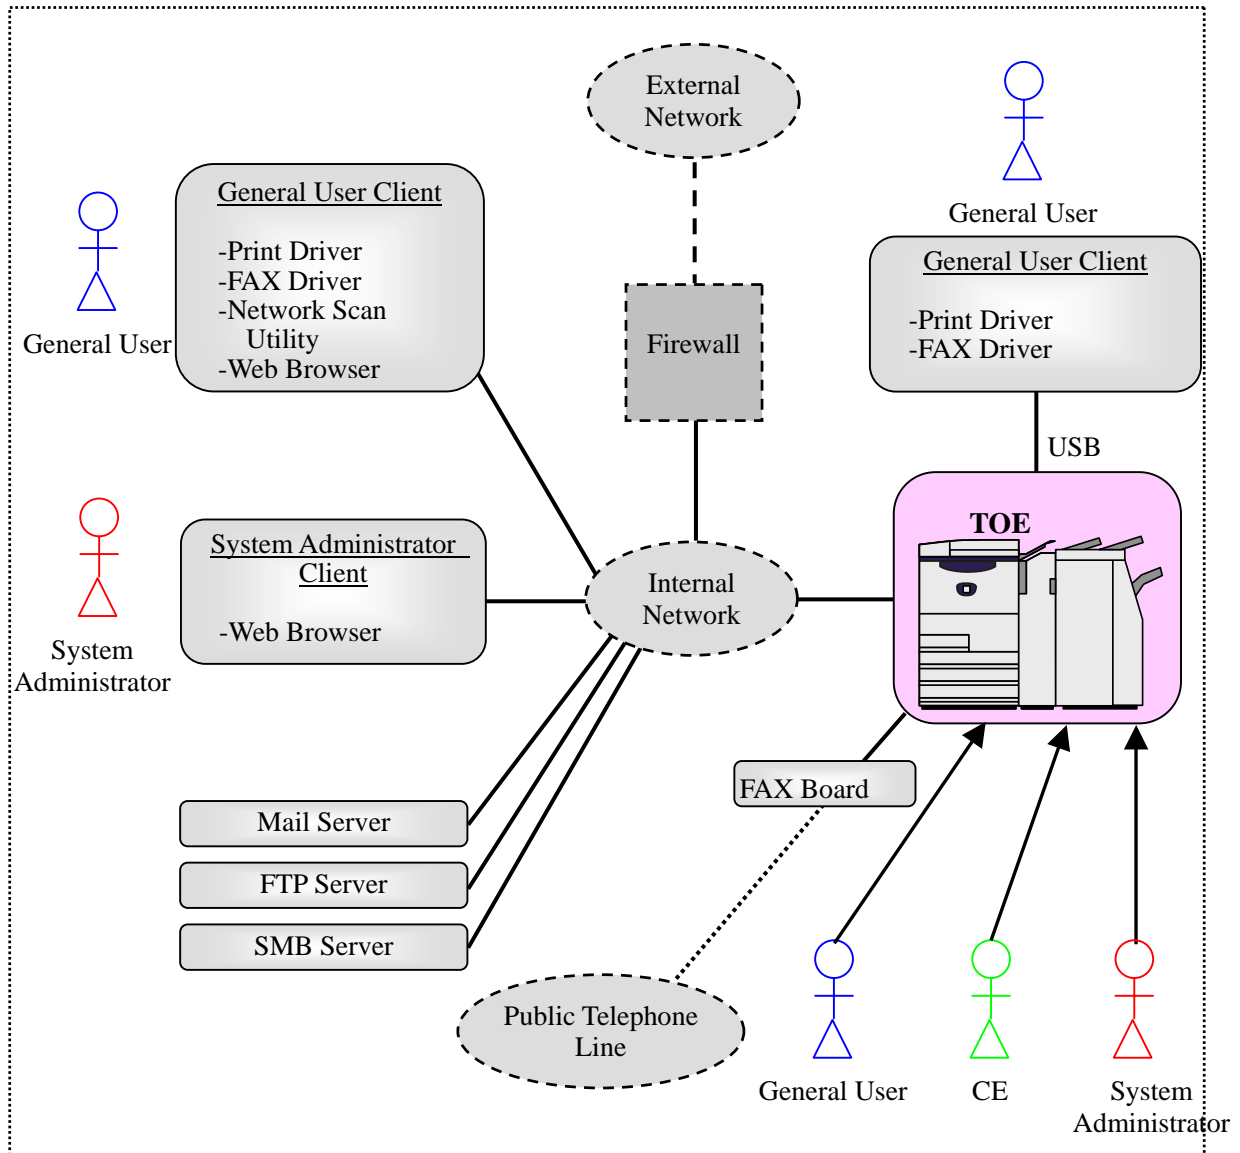 External
Network
General User
General User Client
-Print Driver
-FAX Driver
-Network Scan
Utility
-Web Browser
General User
General User Client
-Print Driver
-FAX Driver
Firewall
USB
TOE
System Administrator
Client
-Web Browser
System
Administrator
Internal
Network
FAX Board
Mail Server
FTP Server
SMB Server
Public Telephone
Line
General User
CE
System
Administrator